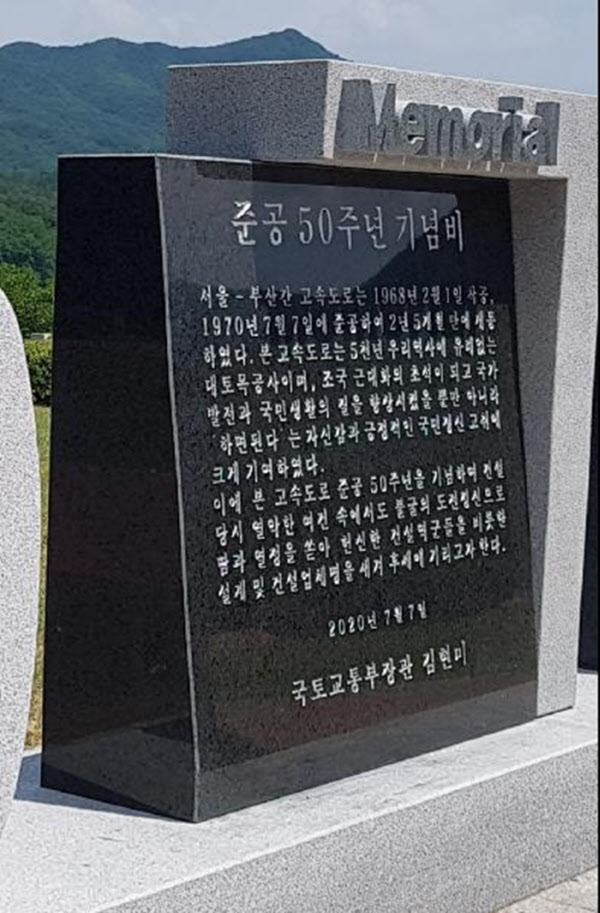 Memorial
준공 50주년 기념비
서울-부산간 고속도로는 1968년 2월 1일 착공,
1970년 7월 7일에 준공하여 2년 5개월 만에 개통
하였다. 본 고속도로는 5천년 우리역사에 유례없는
대토목공사이며, 조국 근대화의 초석이 되고 국가
발전과 국민생활의 질을 향상시켰을 뿐만 아니라
'하면된다'는 자신감과 긍정적인 국민정신 고취에
크게 기여하였다.
이에 본 고속도로 준공 50주년을 기념하여 건설
당시 열악한 여건 속에서도 불굴의 도전정신으로
땀과 열정을 쏟아 헌신한 건설역군들을 비롯한
설계 및 건설업체명을 새겨 후세에 기리고자 한다.
2020년 7월 7일
국토교통부장관 김현미